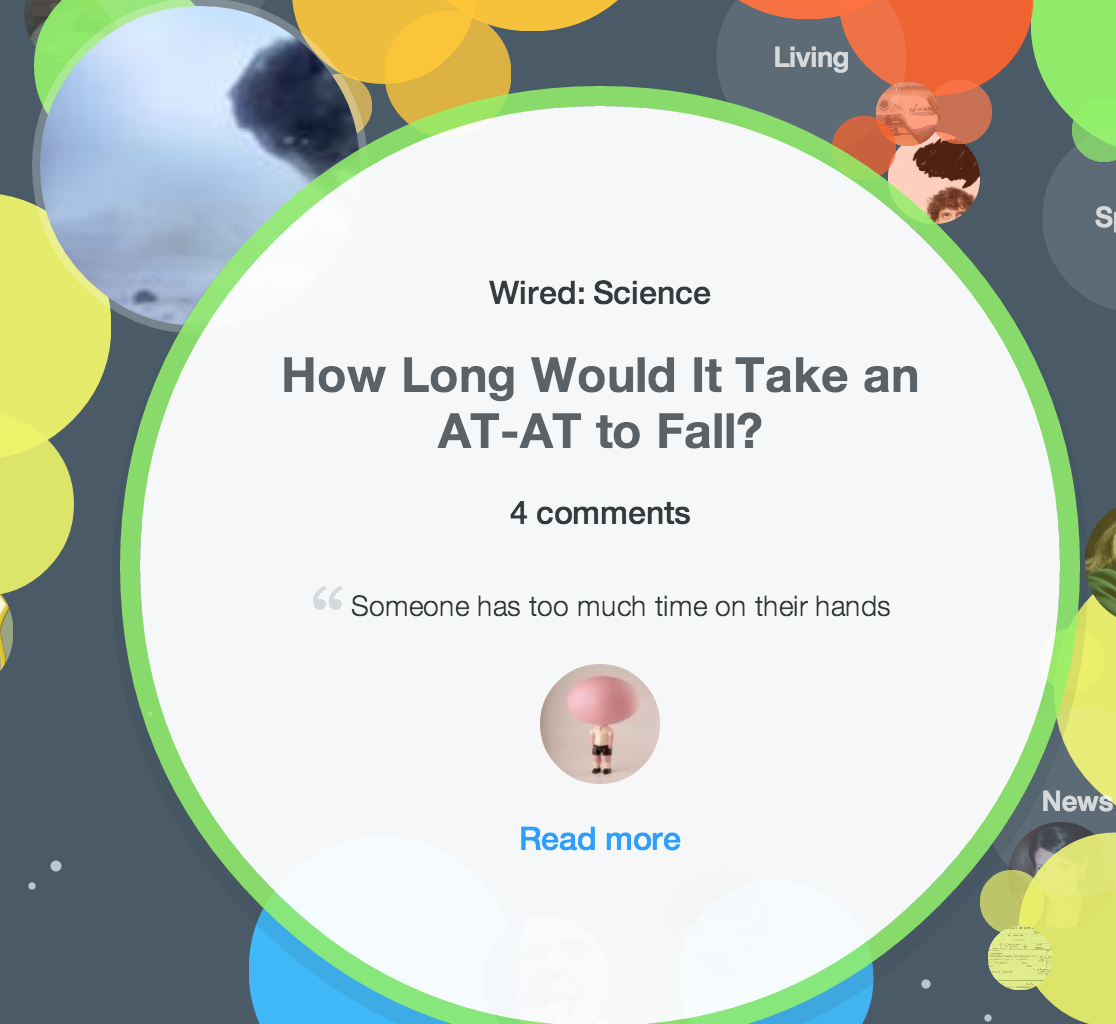 Living
Sp
Wired: Science
How Long Would It Take an
AT-AT to Fall?
4 comments
“ Someone has too much time on their hands
Read more
News